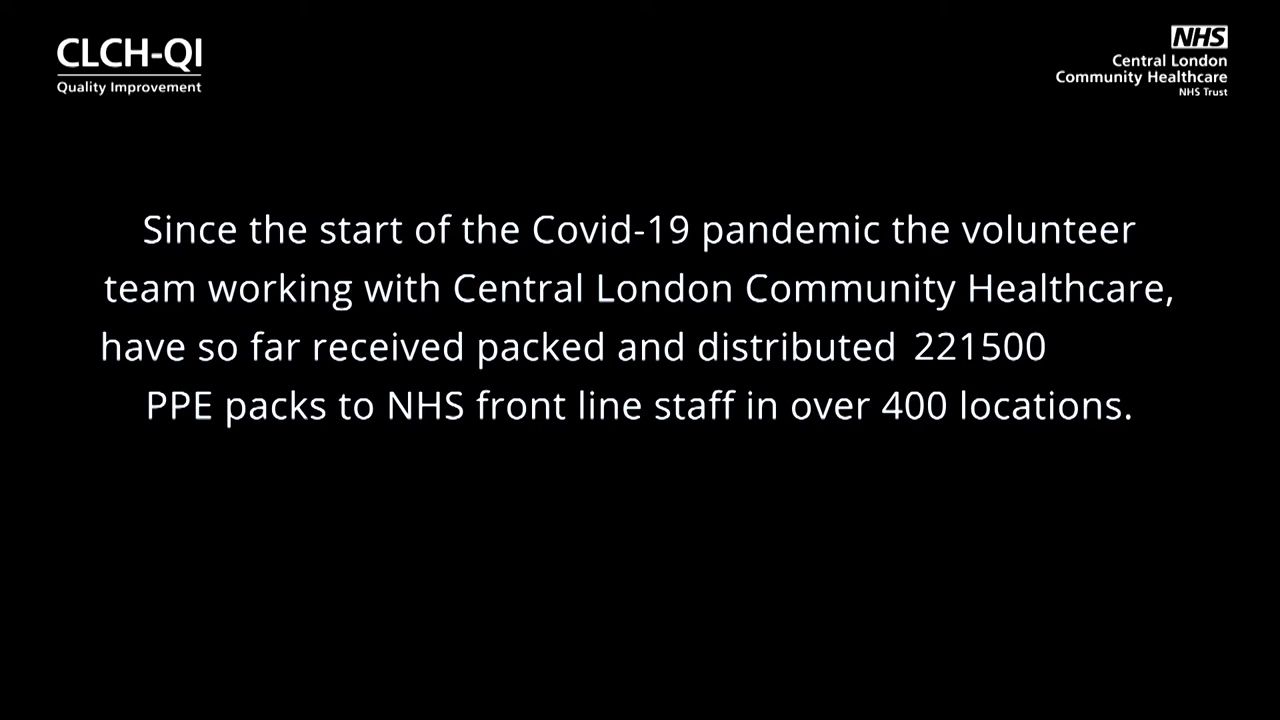 CLCH-QI
Quality Improvement
NHS
Central London
Community Healthcare
NHS Trust
Since the start of the Covid-19 pandemic the volunteer
team working with Central London Community Healthcare,
have so far received packed and distributed 221500
PPE packs to NHS front line staff in over 400 locations.